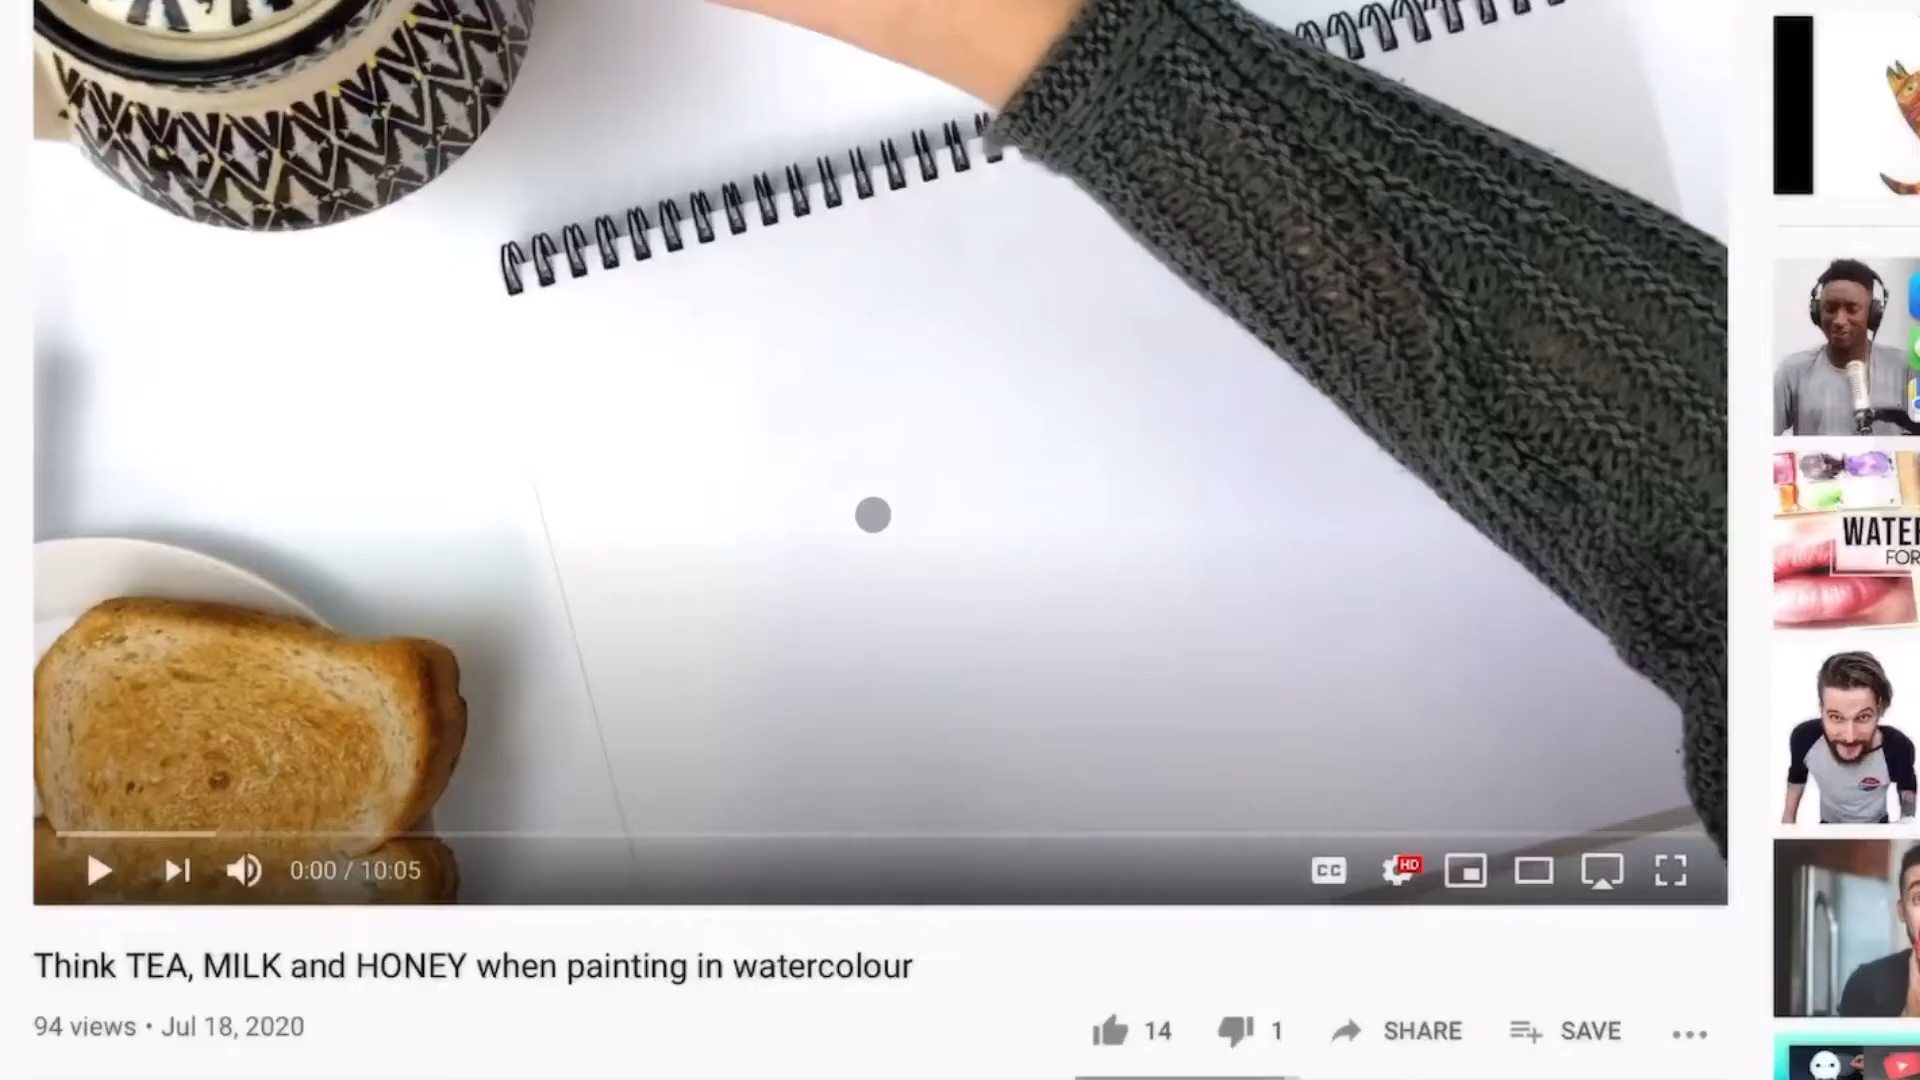 WATER
FOR
CC
HD
0:00 / 10:05
Think TEA, MILK and HONEY when painting in watercolour
94 views • Jul 18, 2020
14
1
SHARE
SAVE